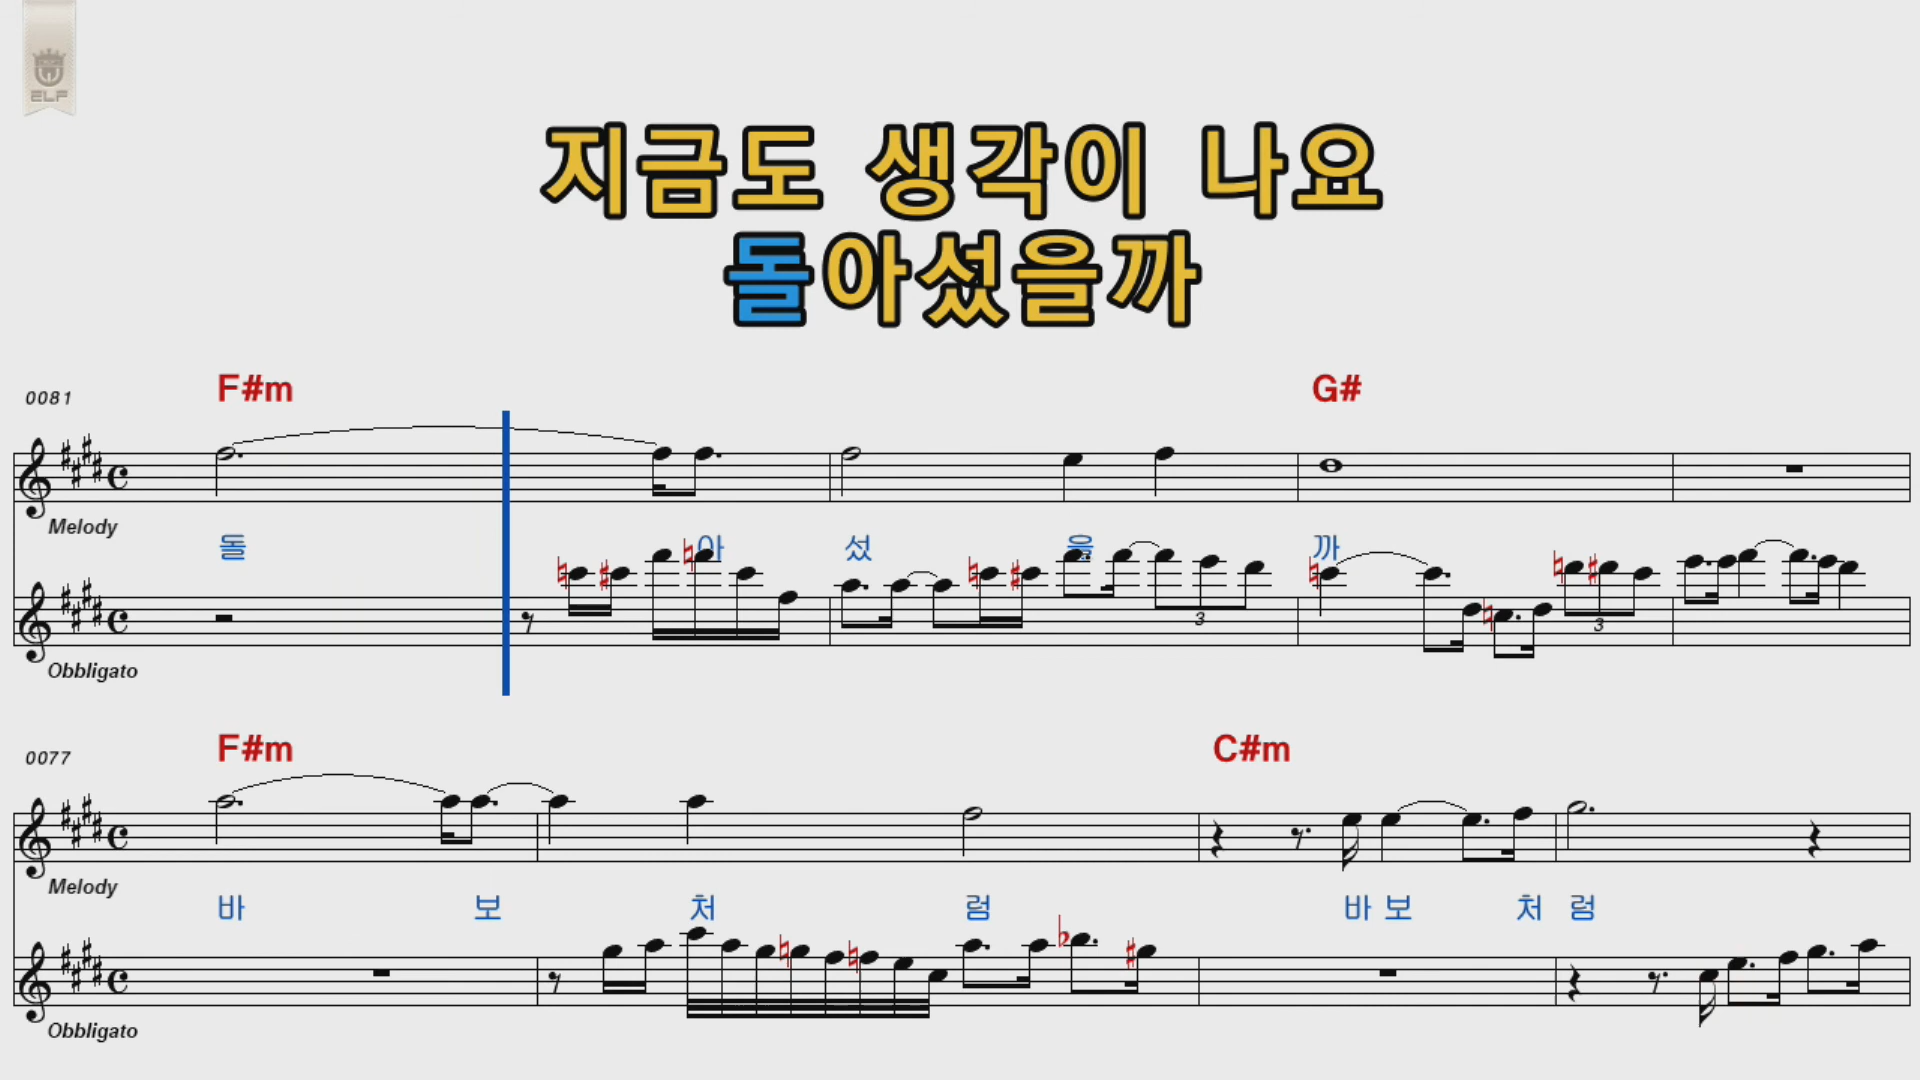 ELF
지금도 생각이 나요
돌아섰을까
0081 F#m G#
Melody
돌 아 섰 을 까
3 3
Obbligato
0077 F#m C#m
Melody
바 보 처 럼 바 보 처 럼
Obbligato